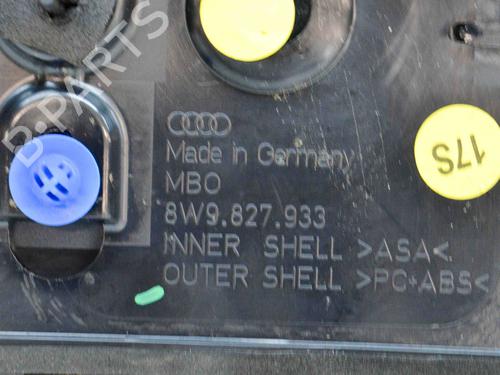 B-PARTS
Made in Germany
MBO
8W9.827.933
INNER SHELL >ASA<
OUTER SHELL >PC+ABS<
17S